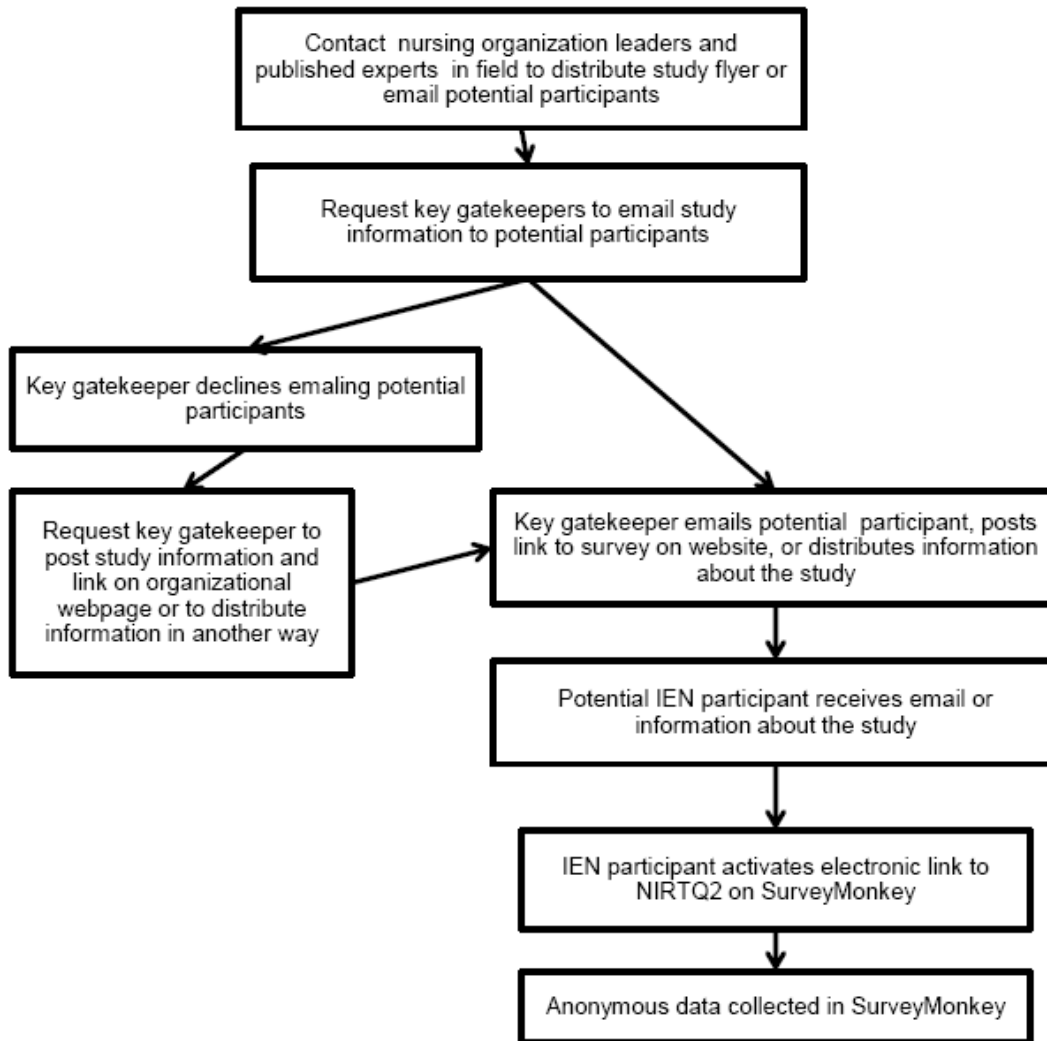 Contact nursing organization leaders and
published experts in field to distribute study flyer or
email potential participants
Request key gatekeepers to email study
information to potential participants
Key gatekeeper declines emaling potential
participants
Request key gatekeeper to
post study information and
link on organizational
webpage or to distribute
information in another way
Key gatekeeper emails potential participant, posts
link to survey on website, or distributes information
about the study
Potential IEN participant receives email or
information about the study
IEN participant activates electronic link to
NIRTQ2 on SurveyMonkey
Anonymous data collected in SurveyMonkey